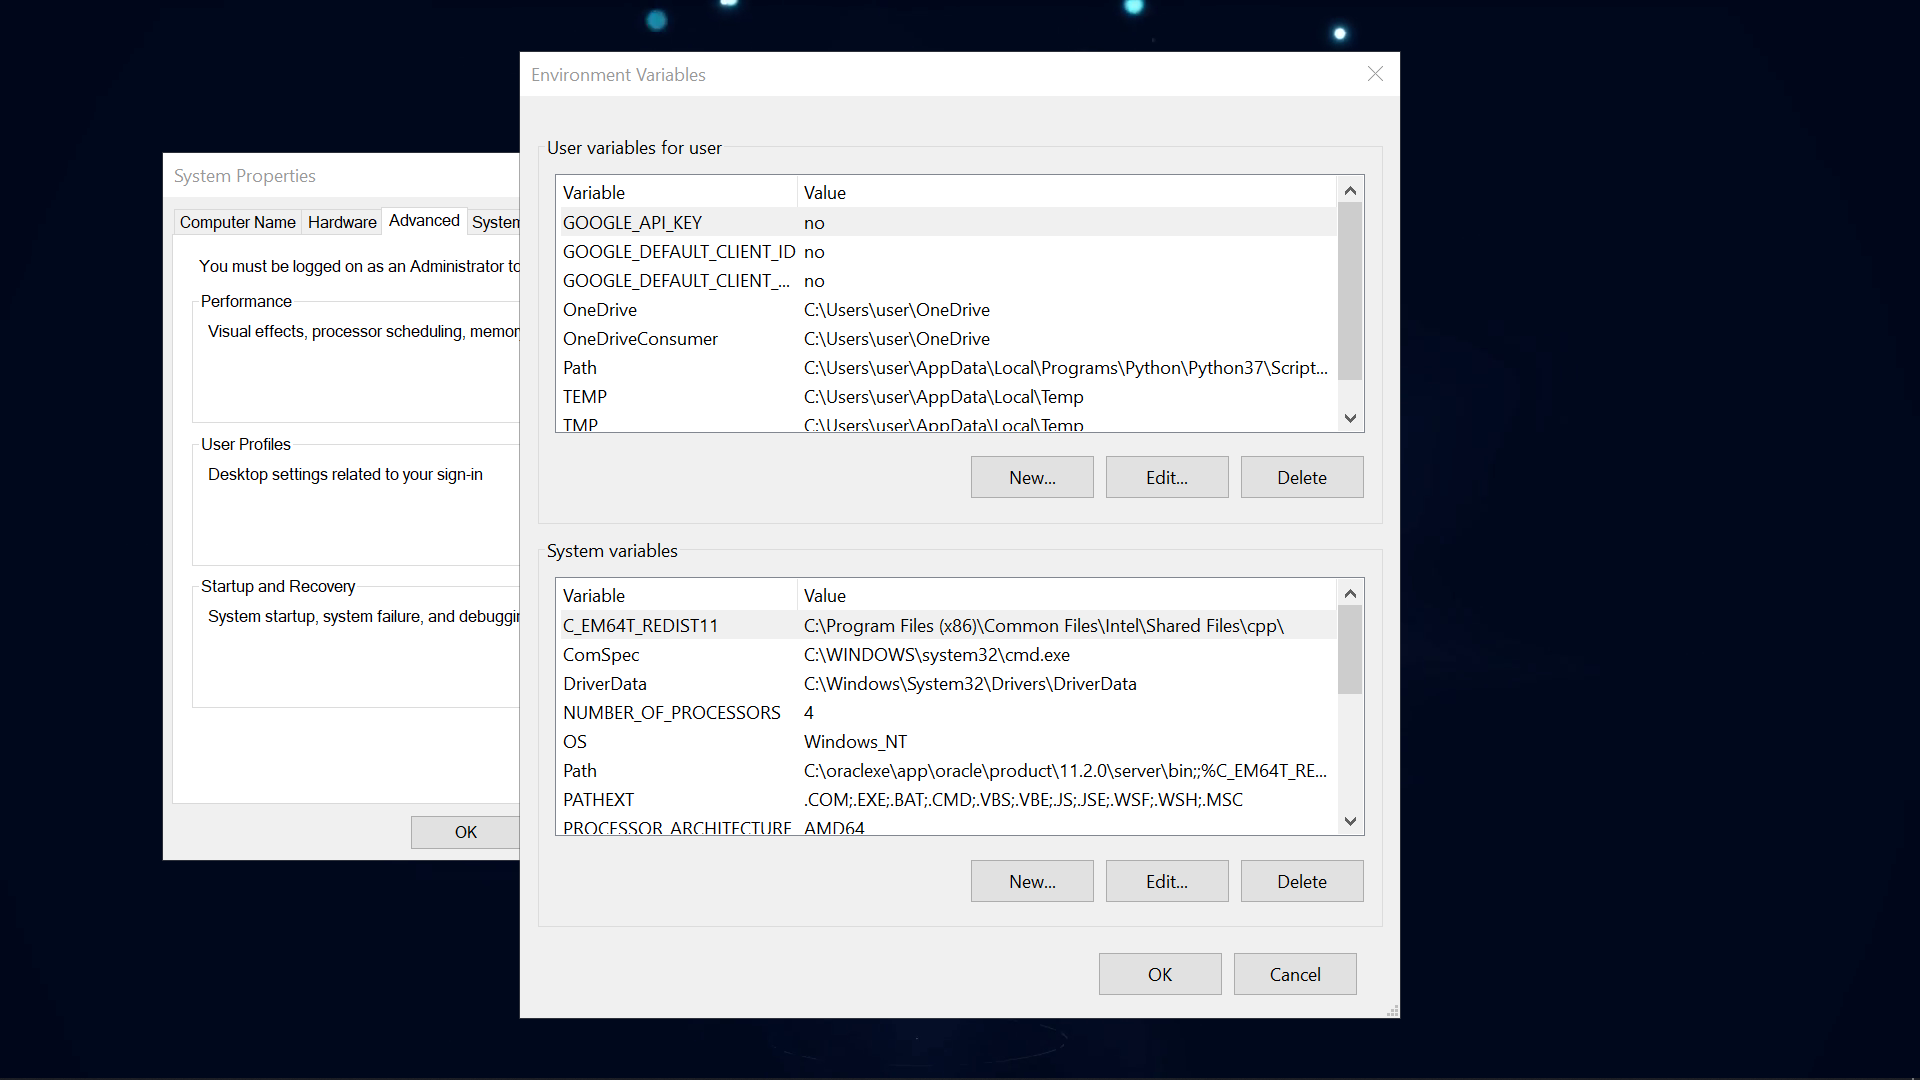 Environment Variables
User variables for user
Variable Value
GOOGLE_API_KEY no
GOOGLE_DEFAULT_CLIENT_ID no
GOOGLE_DEFAULT_CLIENT_... no
OneDrive C:\Users\user\OneDrive
OneDriveConsumer C:\Users\user\OneDrive
Path C:\Users\user\AppData\Local\Programs\Python\Python37\Script...
TEMP C:\Users\user\AppData\Local\Temp
TMP C:\Users\user\AppData\Local\Temp
New... Edit... Delete
System variables
Variable Value
C_EM64T_REDIST11 C:\Program Files (x86)\Common Files\Intel\Shared Files\cpp\
ComSpec C:\WINDOWS\system32\cmd.exe
DriverData C:\Windows\System32\Drivers\DriverData
NUMBER_OF_PROCESSORS 4
OS Windows_NT
Path C:\oraclexe\app\oracle\product\11.2.0\server\bin;;%C_EM64T_RE...
PATHEXT .COM;.EXE;.BAT;.CMD;.VBS;.VBE;.JS;.JSE;.WSF;.WSH;.MSC
PROCESSOR_ARCHITECTURE AMD64
New... Edit... Delete
OK Cancel
System Properties
Computer Name Hardware Advanced System
You must be logged on as an Administrator to
Performance
Visual effects, processor scheduling, memor
User Profiles
Desktop settings related to your sign-in
Startup and Recovery
System startup, system failure, and debuggin
OK